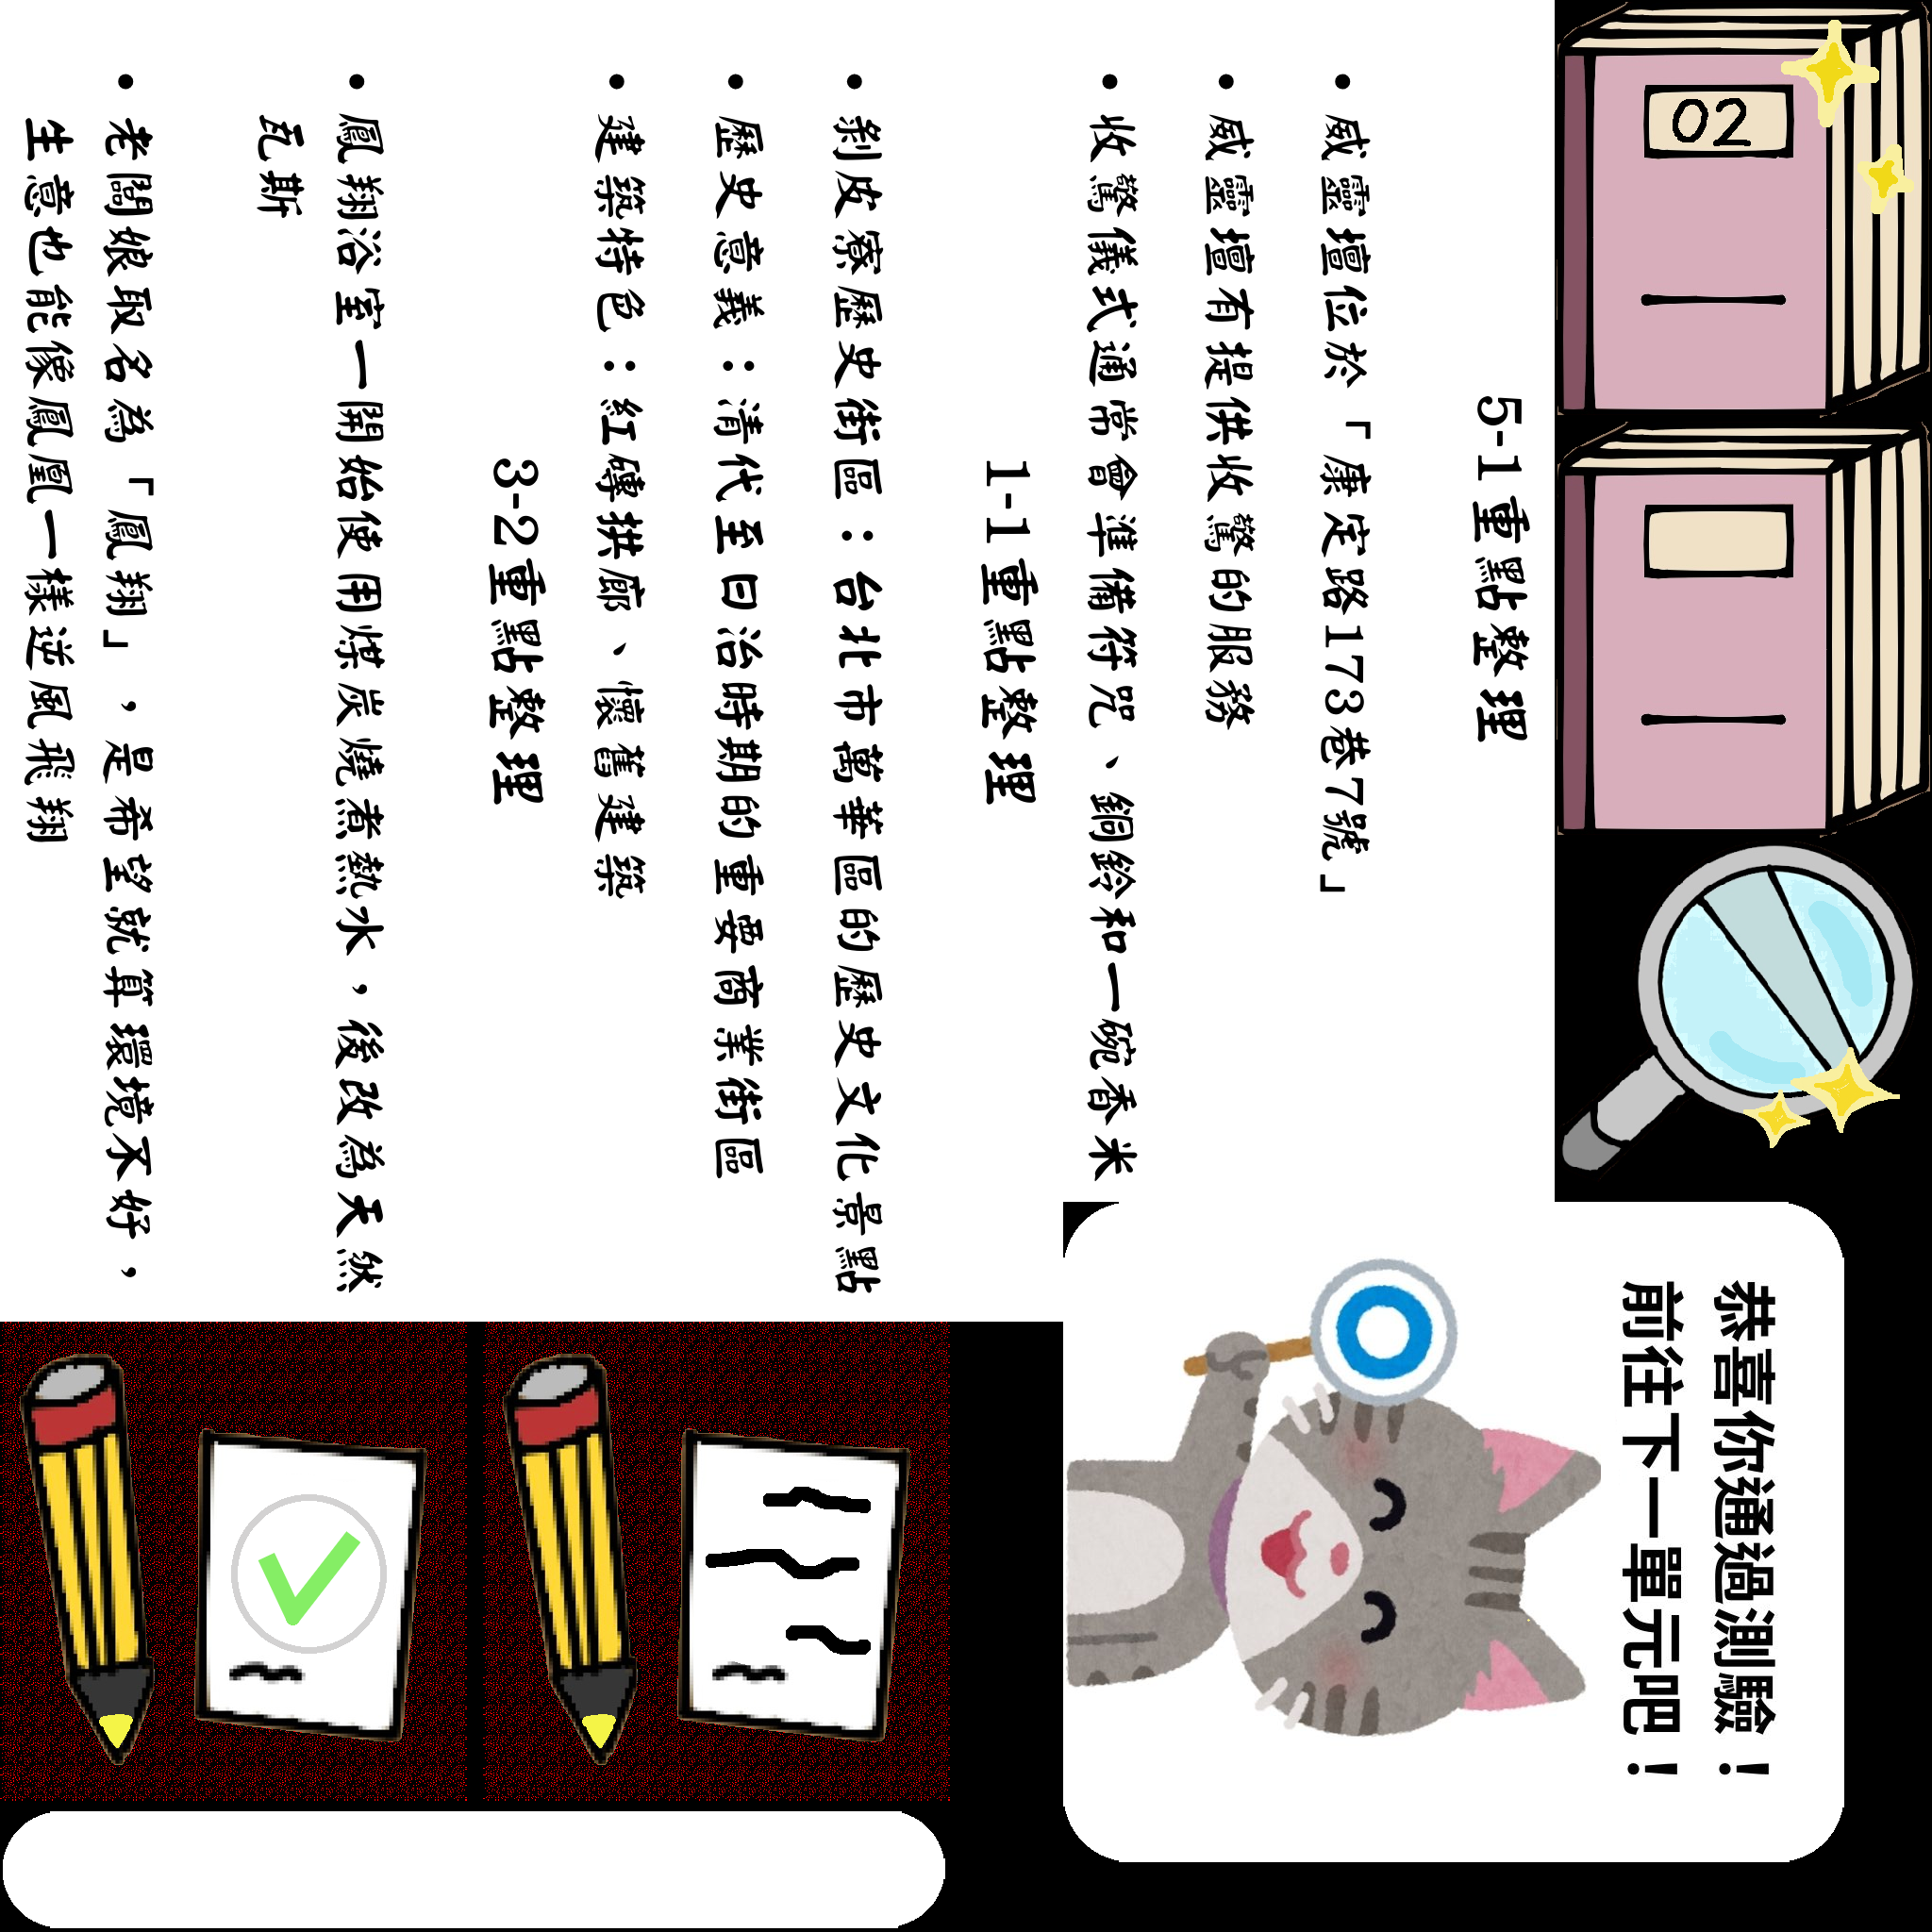 5-1重點整理
威靈壇位於「康定路173巷7號」
威靈壇有提供收驚的服務
收驚儀式通常會準備符咒、銅鈴和一碗香米
1-1重點整理
剝皮寮歷史街區：台北市萬華區的歷史文化景點
歷史意義：清代至日治時期的重要商業街區
建築特色：紅磚拱廊、懷舊建築
3-2重點整理
鳳翔浴室一開始使用煤炭燒煮熱水，後改為天然
瓦斯
老闆娘取名為「鳳翔」，是希望就算環境不好，
生意也能像鳳凰一樣逆風飛翔
02
恭喜你通過測驗！
前往下一單元吧！